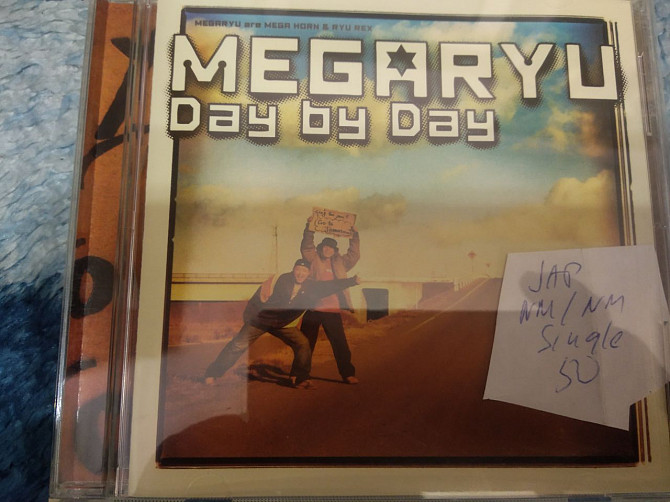 MEGARYU are MEGA HORN & RYU REX
MEGARYU
Day by Day
JAP
NM/NM
Single
50